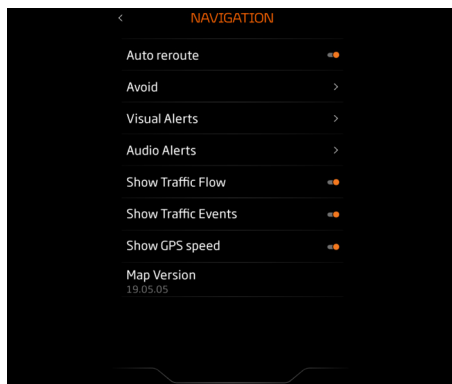 NAVIGATION
Auto reroute
Avoid
Visual Alerts
Audio Alerts
Show Traffic Flow
Show Traffic Events
Show GPS speed
Map Version
19.05.05